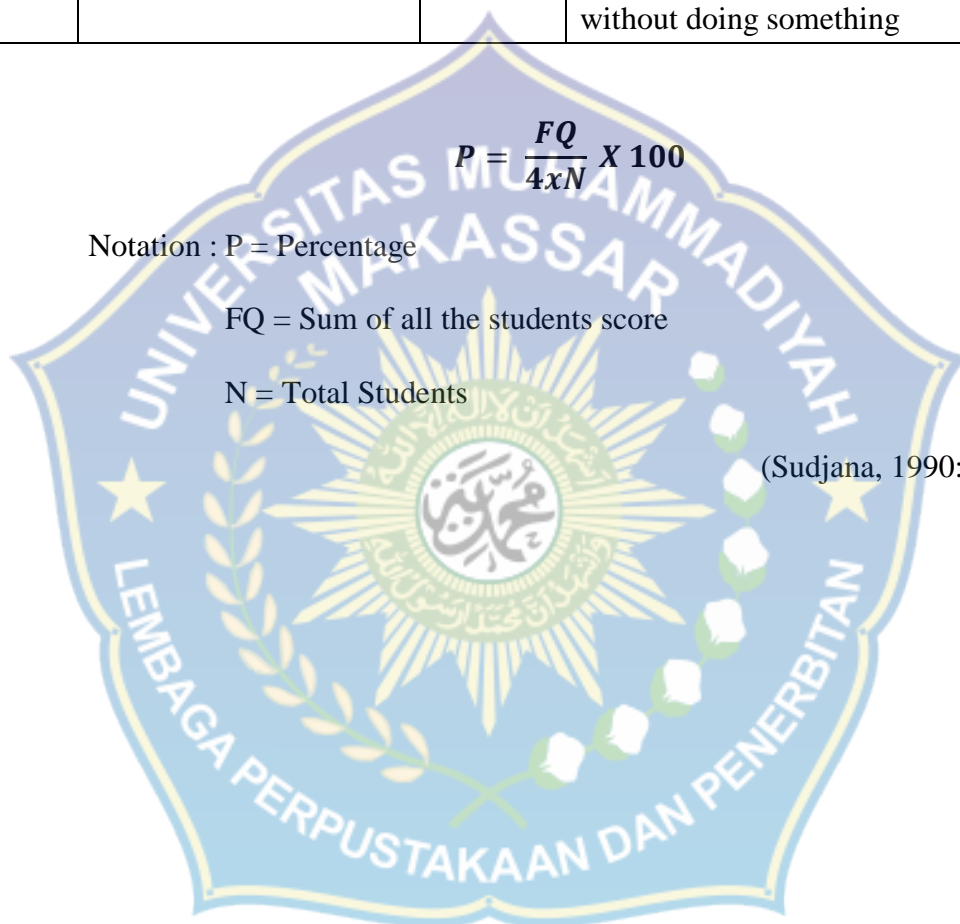 without doing something
P = FQ / 4xN X 100
Notation : P = Percentage
FQ = Sum of all the students score
N = Total Students
(Sudjana, 1990:
UNIVERSITAS MUHAMMADIYAH
MAKASSAR
LEMBAGA PERPUSTAKAAN DAN PENERBITAN